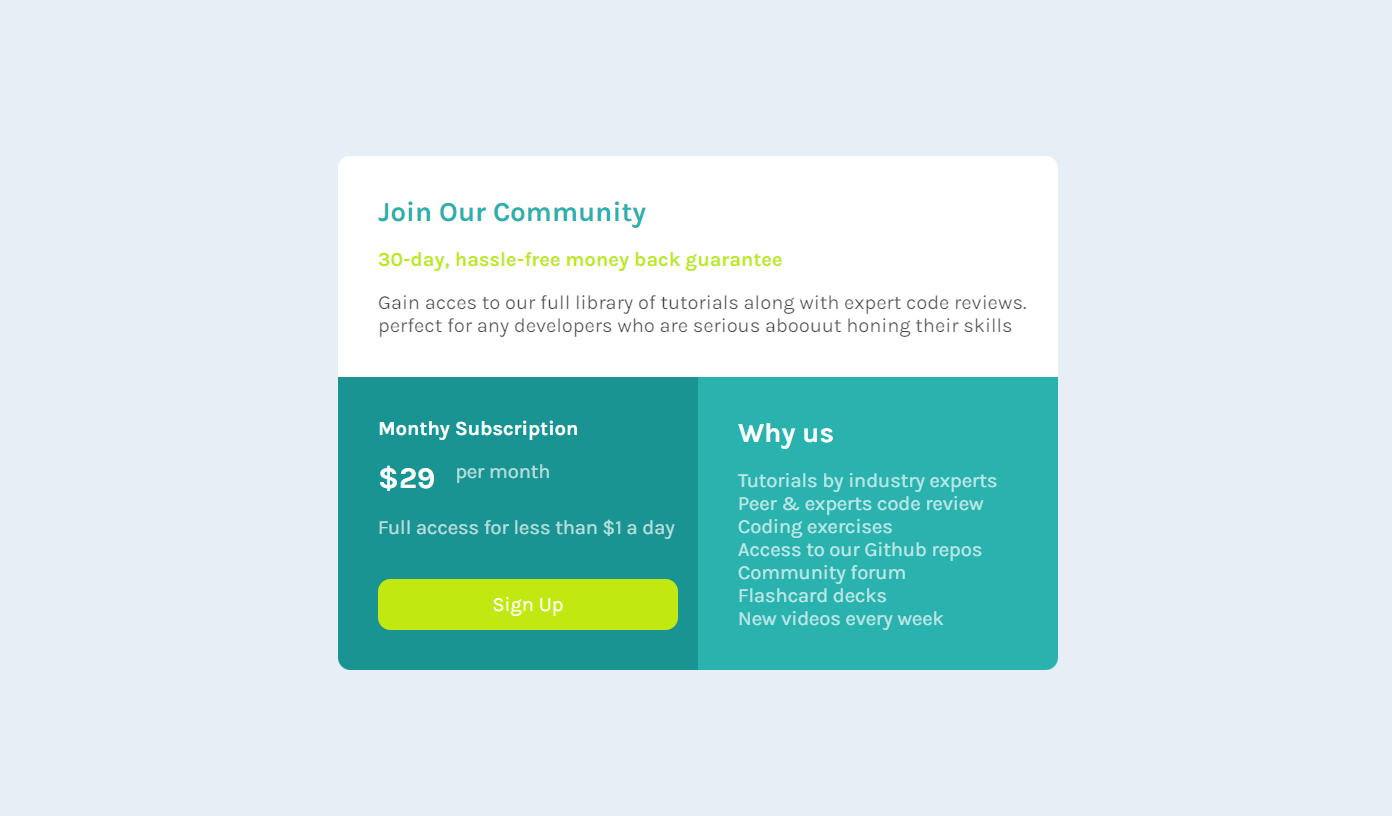 Join Our Community
30-day, hassle-free money back guarantee
Gain acces to our full library of tutorials along with expert code reviews.
perfect for any developers who are serious aboouut honing their skills
Monthy Subscription
$29 per month
Full access for less than $1 a day
Sign Up
Why us
Tutorials by industry experts
Peer & experts code review
Coding exercises
Access to our Github repos
Community forum
Flashcard decks
New videos every week